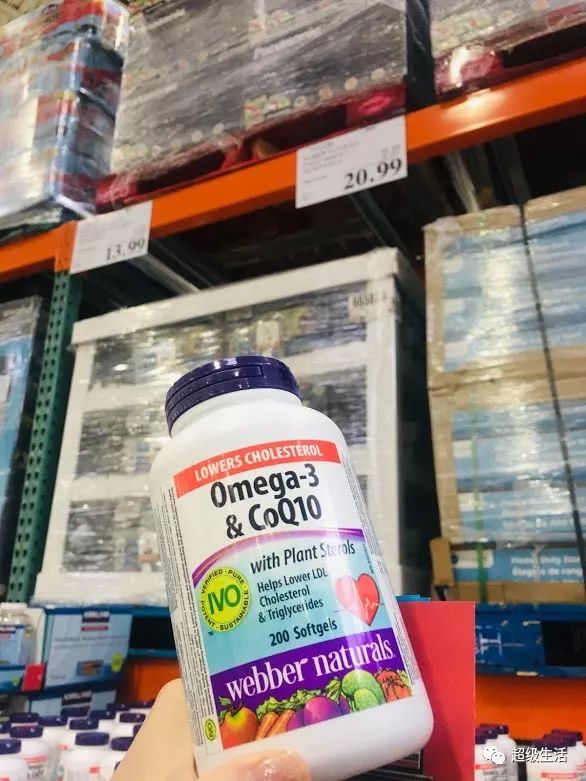 20.99
13.99
LOWERS CHOLESTEROL
Omega-3
& CoQ10
with Plant Sterols
Helps Lower LDL
Cholesterol
& Triglycerides
200 Softgels
VERIFIED · PURE
IVO
POTENT · SUSTAINABLE
webber naturals
KIRKLAND
超级生活